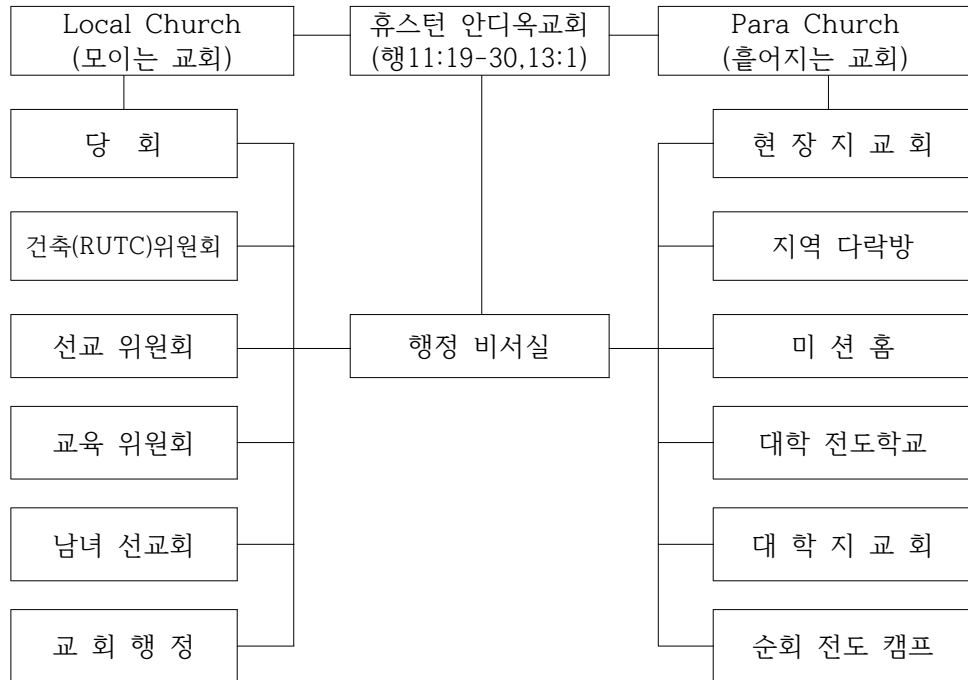 Local Church
(모이는 교회)
휴스턴 안디옥교회
(행11:19-30,13:1)
Para Church
(흩어지는 교회)
당 회
현 장 지 교 회
건축(RUTC)위원회
지역 다락방
선교 위원회
행정 비서실
미 션 홈
교육 위원회
대학 전도학교
남녀 선교회
대 학 지 교 회
교 회 행 정
순회 전도 캠프